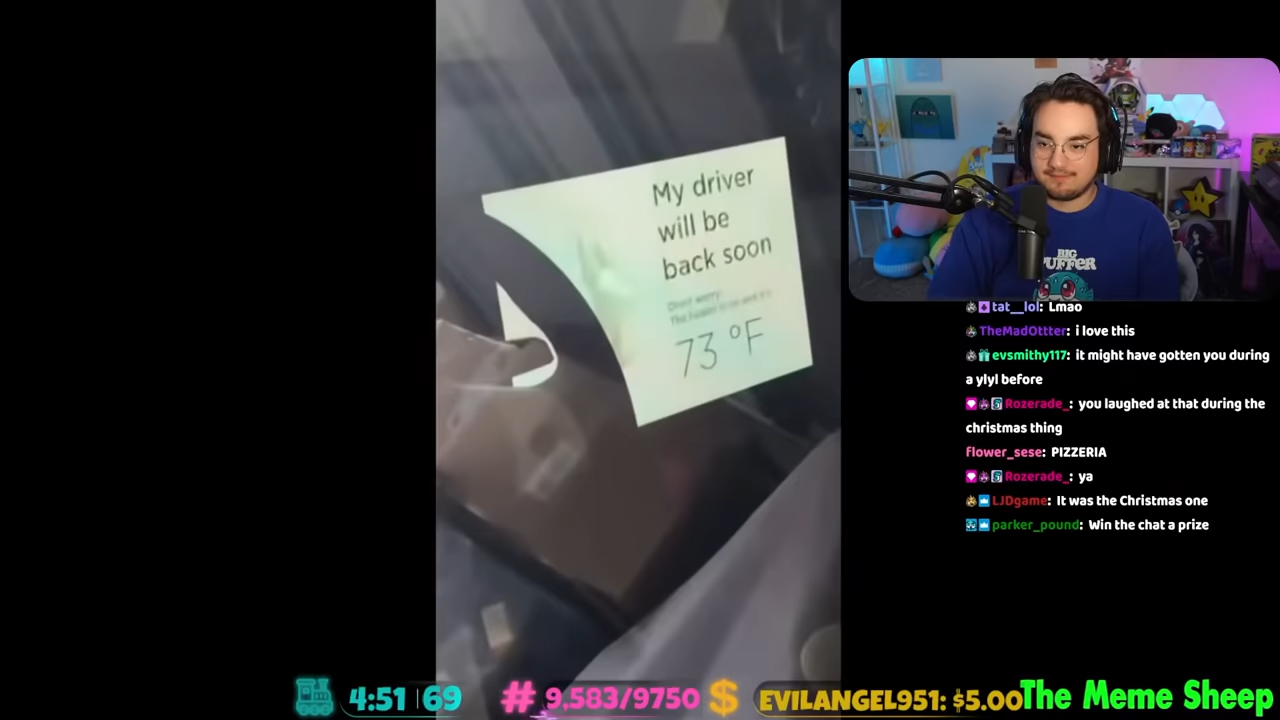 My driver
will be
back soon
Don't worry.
73 °F
BIG
PUFFER
tat__lol: Lmao
TheMadOttter: i love this
evsmithy117: it might have gotten you during
a ylyl before
Rozerade_: you laughed at that during the
christmas thing
flower_sese: PIZZERIA
Rozerade_: ya
LJDgame: It was the Christmas one
parker_pound: Win the chat a prize
4:51 | 69
# 9,583/9750
$ EVILANGEL951: $5.00
The Meme Sheep